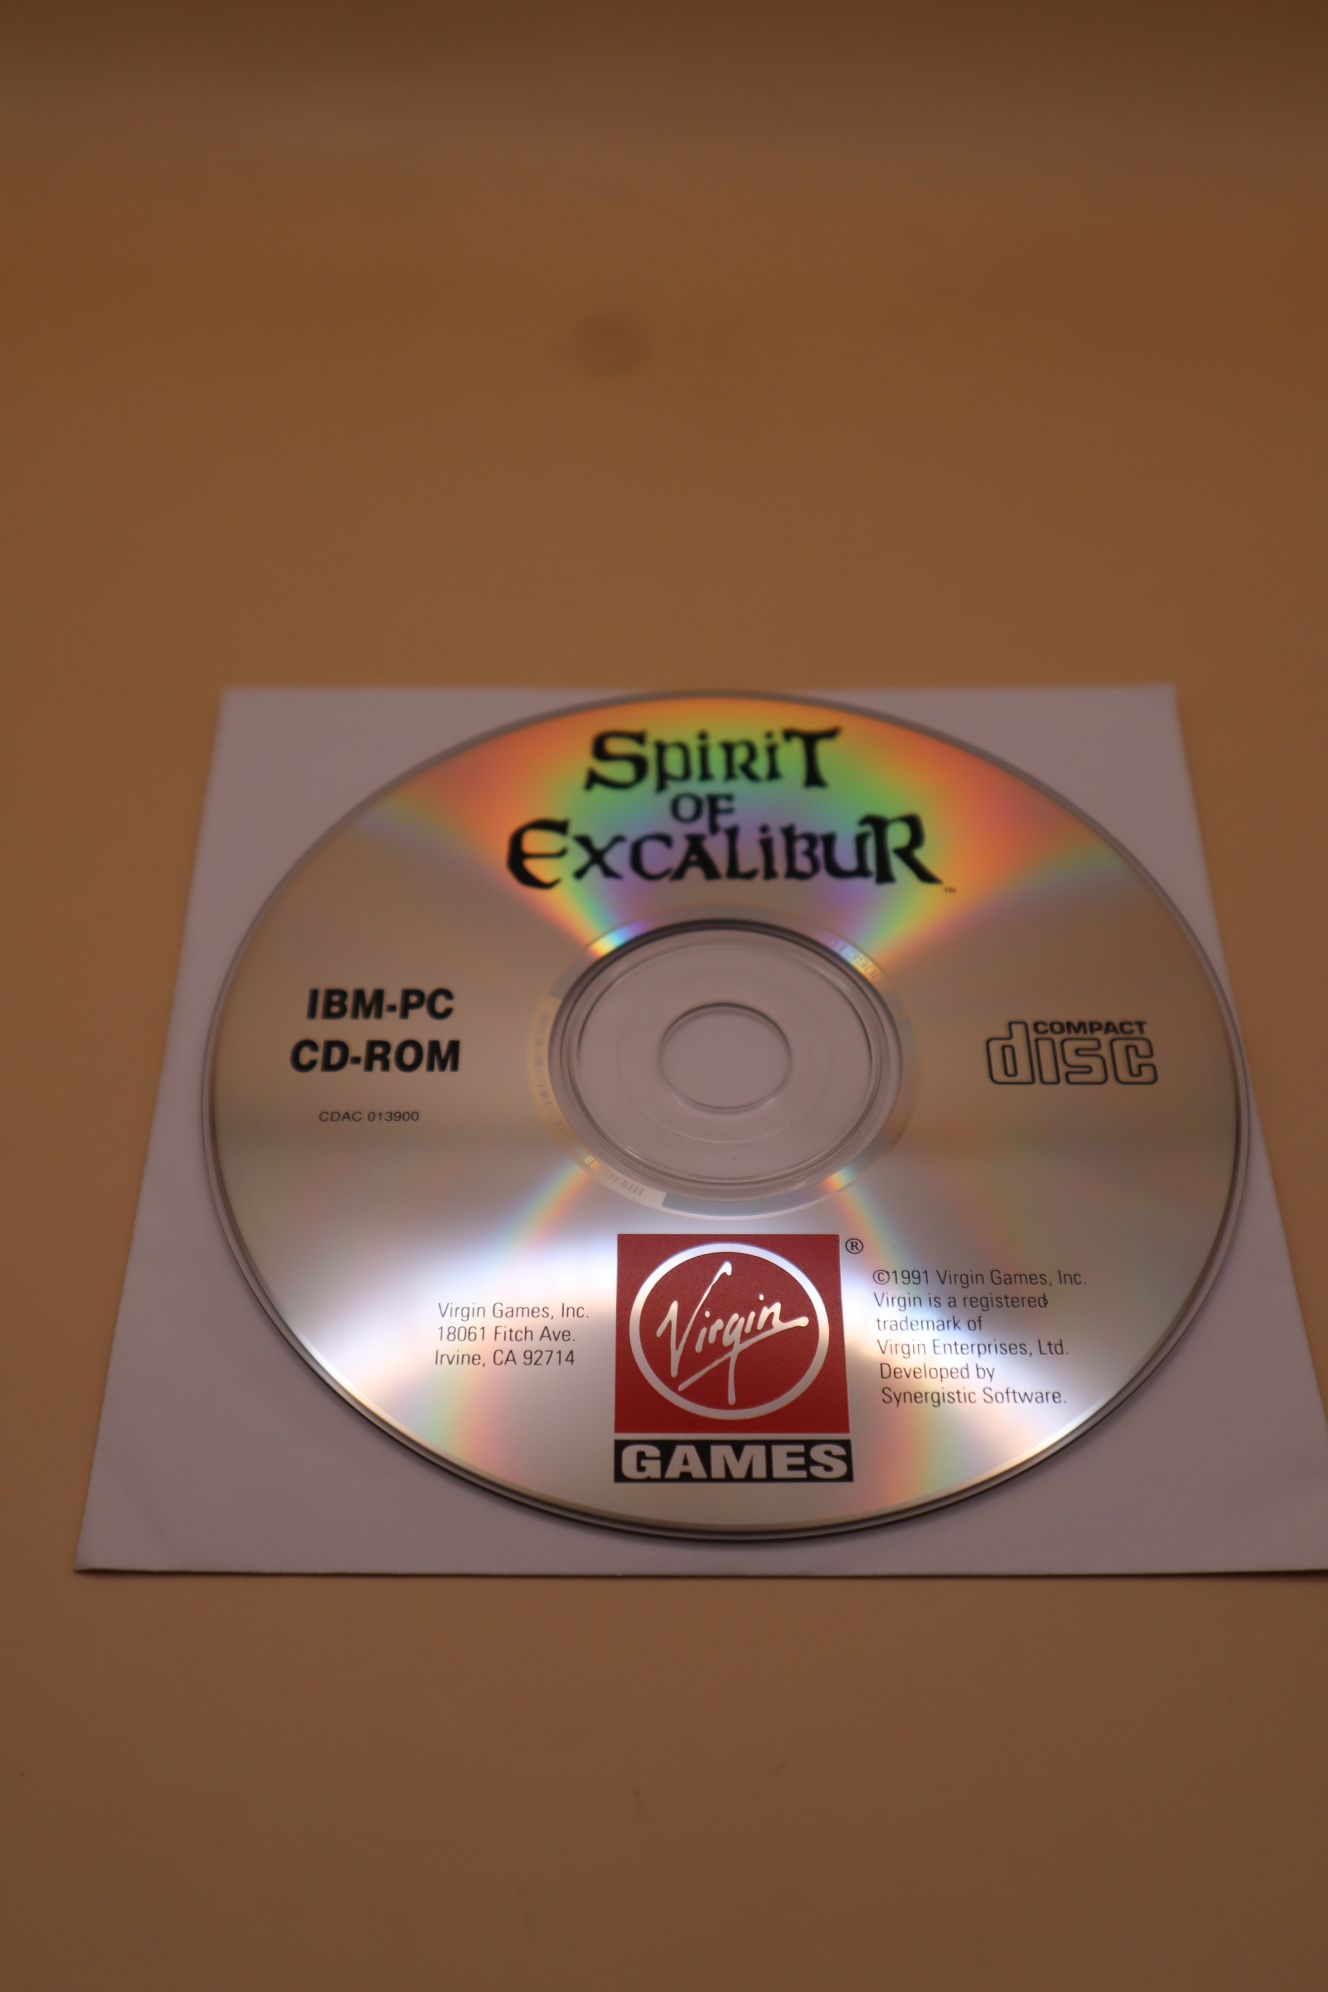 SpiriT
OF
ExCALiBUR
™
IBM-PC
CD-ROM
CDAC 013900
COMPACT
disc
Virgin Games, Inc.
18061 Fitch Ave.
Irvine, CA 92714
Virgin
®
GAMES
©1991 Virgin Games, Inc.
Virgin is a registered
trademark of
Virgin Enterprises, Ltd.
Developed by
Synergistic Software.